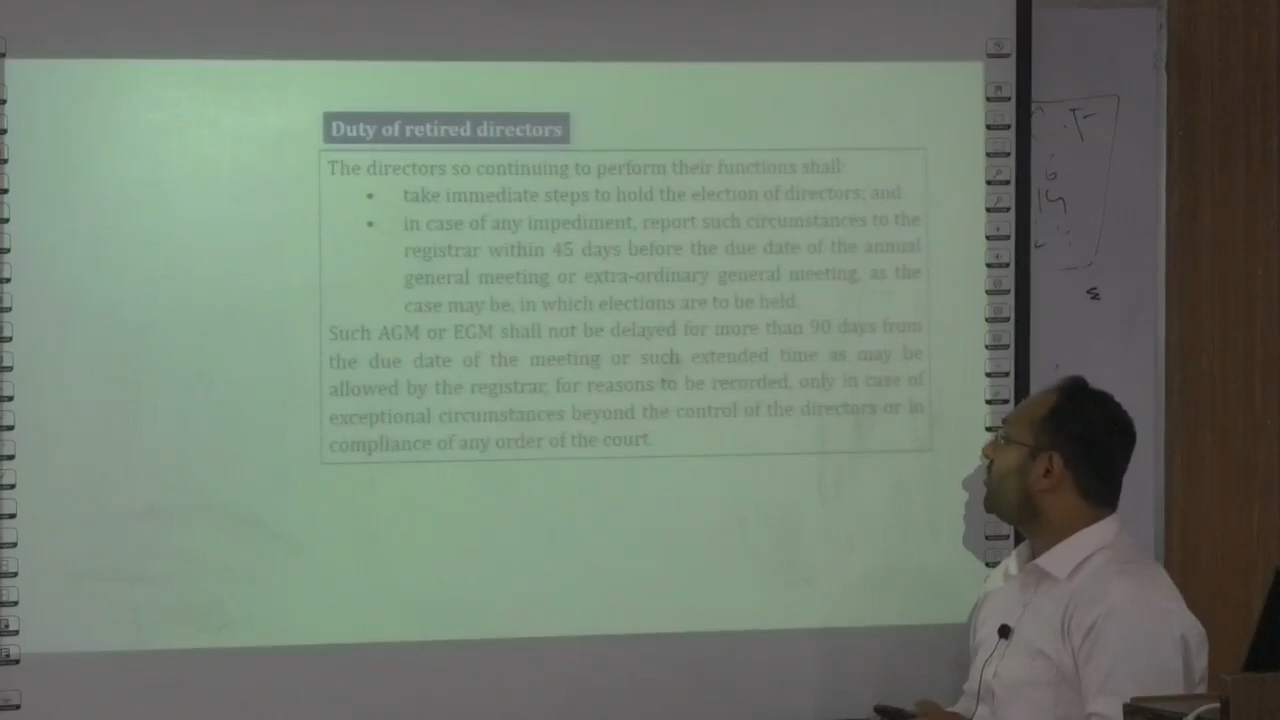 Duty of retired directors
The directors so continuing to perform their functions shall:
• take immediate steps to hold the election of directors; and
• in case of any impediment, report such circumstances to the
registrar within 45 days before the due date of the annual
general meeting or extra-ordinary general meeting, as the
case may be, in which elections are to be held.
Such AGM or EGM shall not be delayed for more than 90 days from
the due date of the meeting or such extended time as may be
allowed by the registrar, for reasons to be recorded, only in case of
exceptional circumstances beyond the control of the directors or in
compliance of any order of the court.